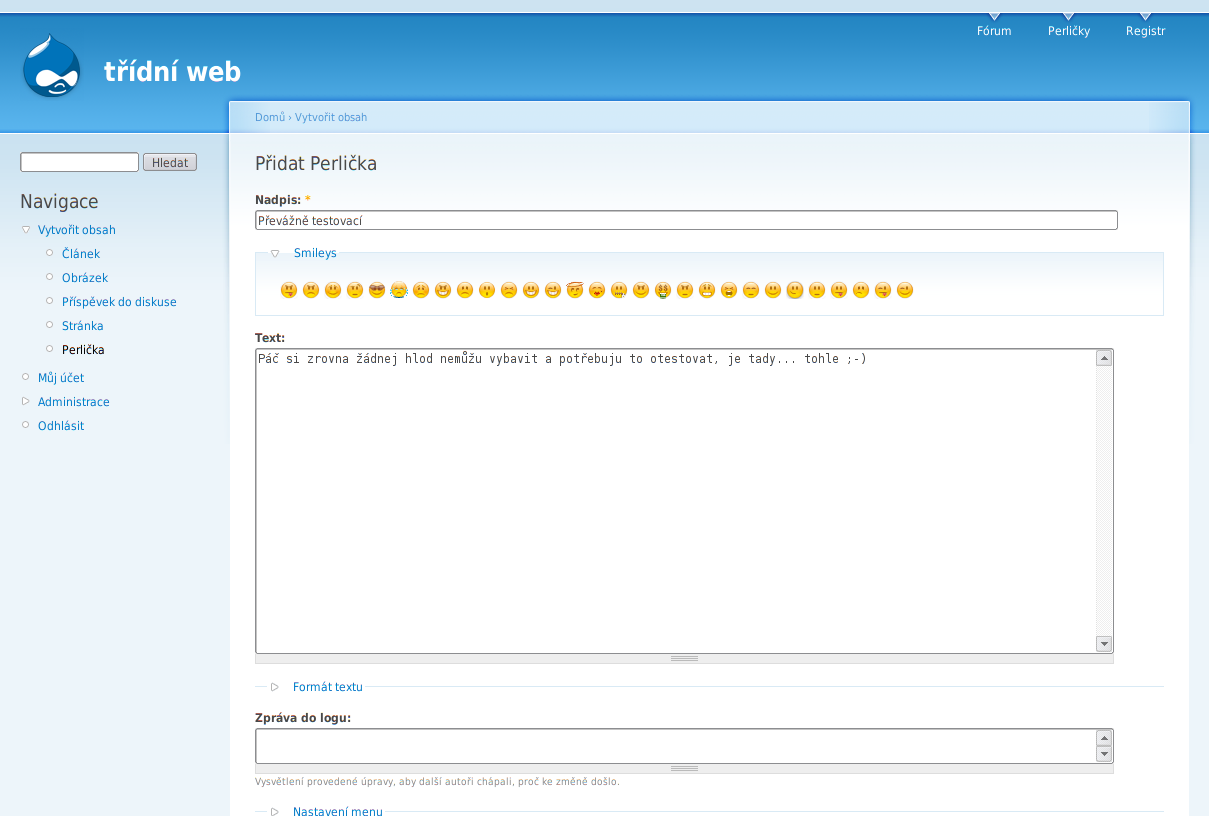 Fórum Perličky Registr
třídní web
Domů › Vytvořit obsah
Hledat
Navigace
Vytvořit obsah
Článek
Obrázek
Příspěvek do diskuse
Stránka
Perlička
Můj účet
Administrace
Odhlásit
Přidat Perlička
Nadpis: *
Převážně testovací
Smileys
Text:
Páč si zrovna žádnej hlod nemůžu vybavit a potřebuju to otestovat, je tady... tohle ;-)
Formát textu
Zpráva do logu:
Vysvětlení provedené úpravy, aby další autoři chápali, proč ke změně došlo.
Nastavení menu